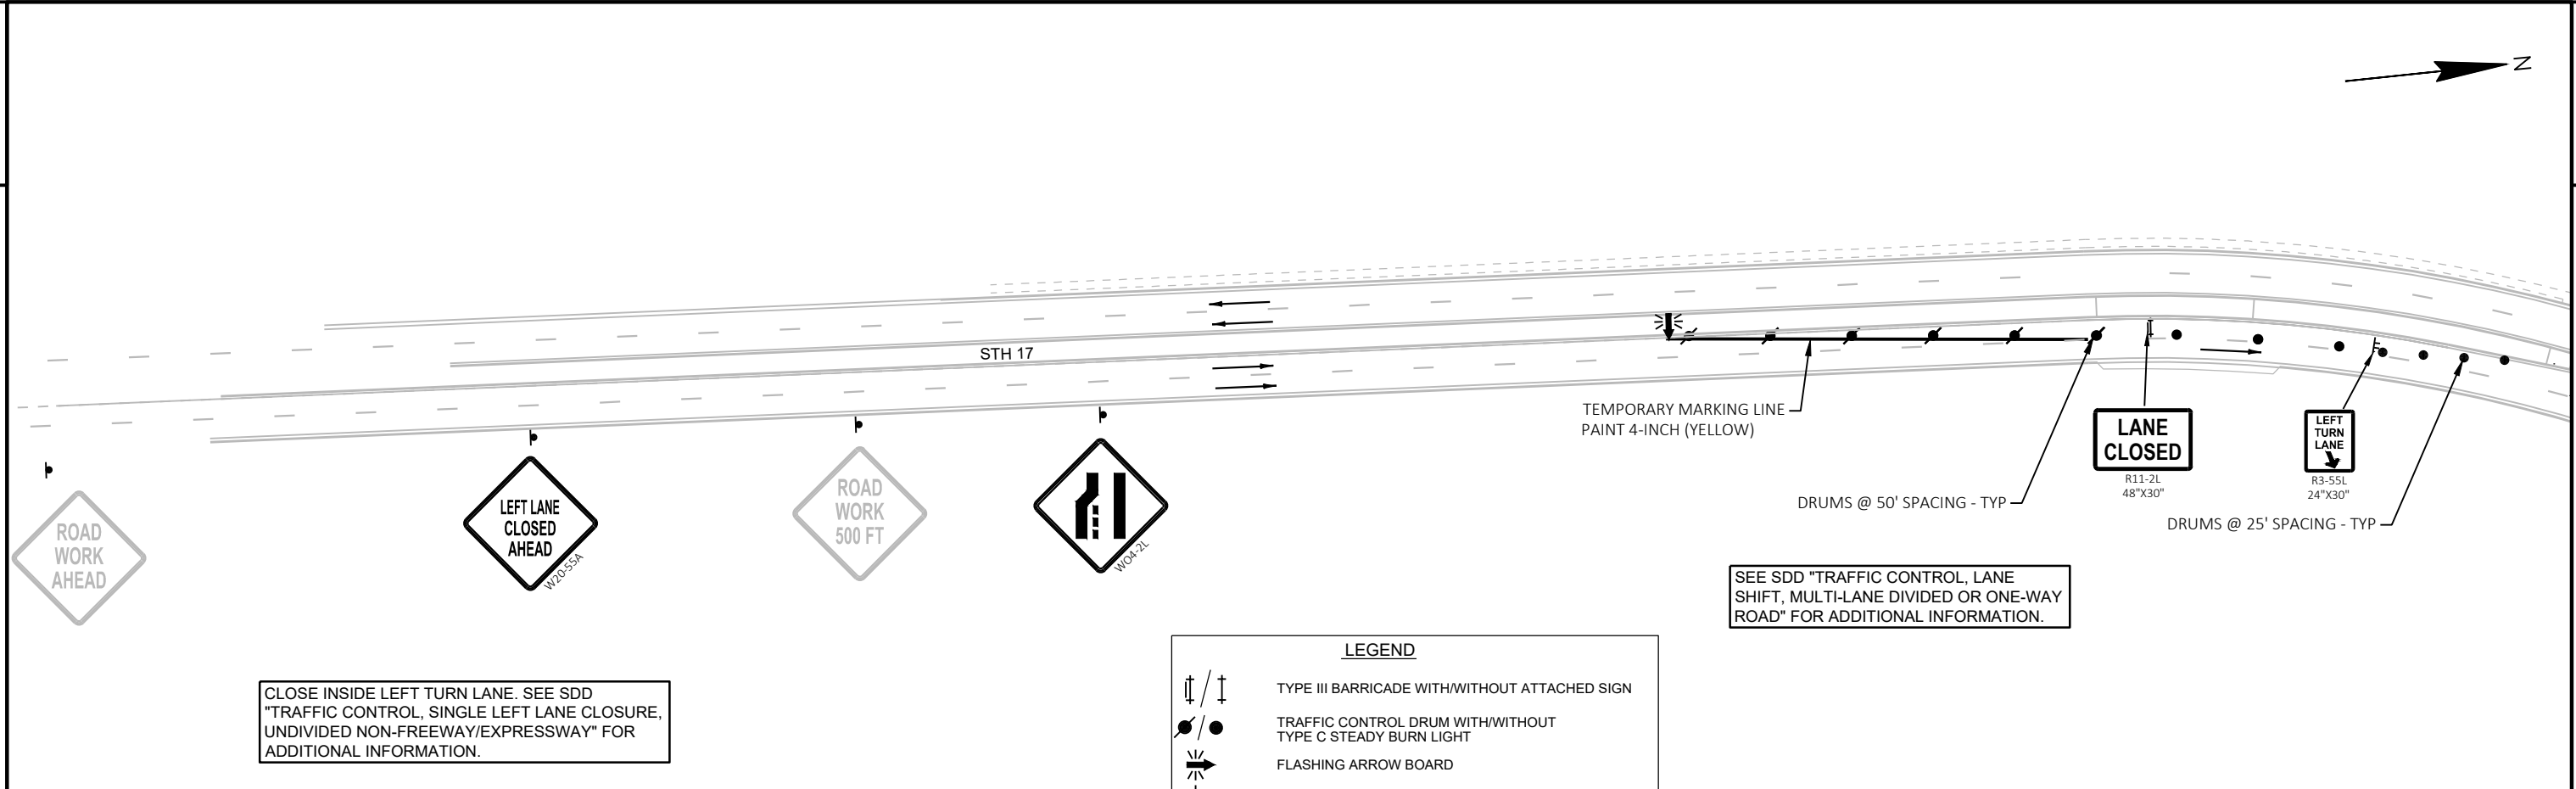 N
STH 17
TEMPORARY MARKING LINE
PAINT 4-INCH (YELLOW)
DRUMS @ 50' SPACING - TYP
LANE
CLOSED
R11-2L
48"X30"
LEFT
TURN
LANE
R3-55L
24"X30"
DRUMS @ 25' SPACING - TYP
ROAD
WORK
AHEAD
LEFT LANE
CLOSED
AHEAD
W20-55A
ROAD
WORK
500 FT
WO4-2L
SEE SDD "TRAFFIC CONTROL, LANE
SHIFT, MULTI-LANE DIVIDED OR ONE-WAY
ROAD" FOR ADDITIONAL INFORMATION.
CLOSE INSIDE LEFT TURN LANE. SEE SDD
"TRAFFIC CONTROL, SINGLE LEFT LANE CLOSURE,
UNDIVIDED NON-FREEWAY/EXPRESSWAY" FOR
ADDITIONAL INFORMATION.
LEGEND
TYPE III BARRICADE WITH/WITHOUT ATTACHED SIGN
TRAFFIC CONTROL DRUM WITH/WITHOUT
TYPE C STEADY BURN LIGHT
FLASHING ARROW BOARD